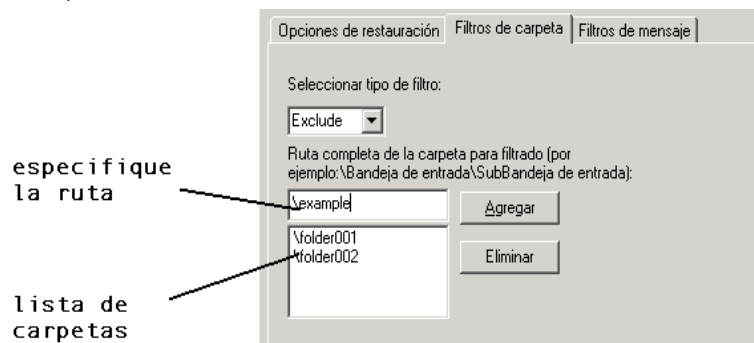 Opciones de restauración Filtros de carpeta Filtros de mensaje
Seleccionar tipo de filtro:
Exclude
Ruta completa de la carpeta para filtrado (por
ejemplo:\Bandeja de entrada\SubBandeja de entrada):
especifique
la ruta
\example
Agregar
\folder001
\folder002
Eliminar
lista de
carpetas